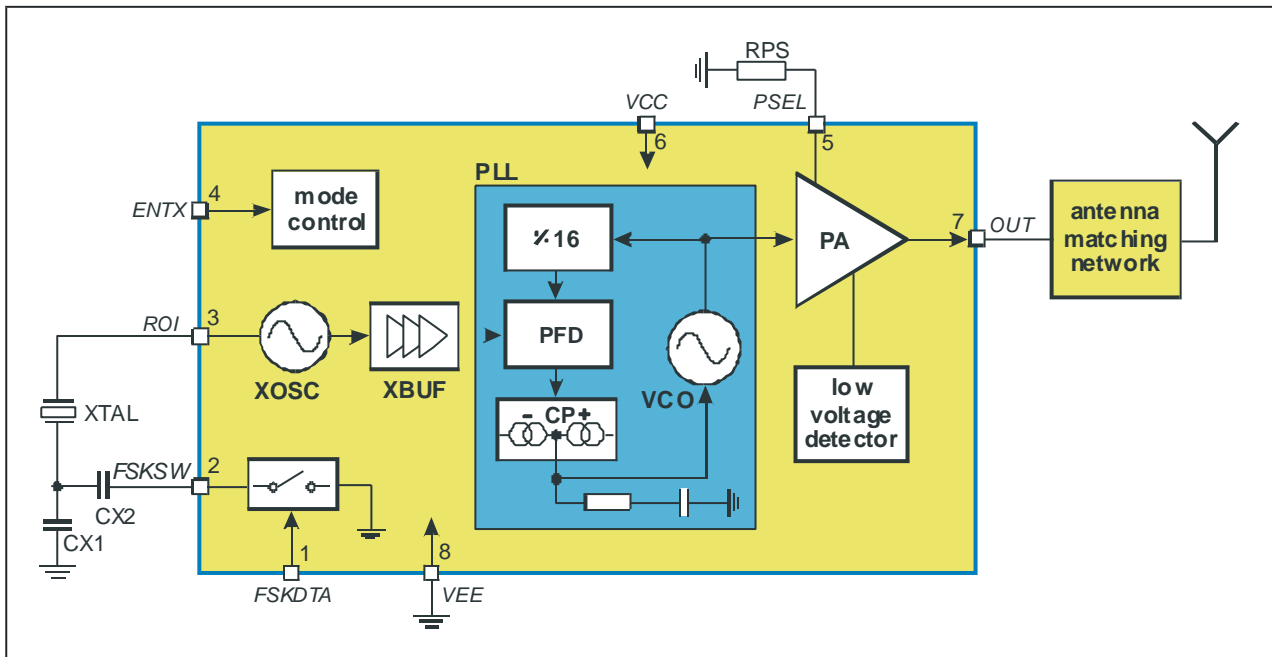 RPS
VCC
PSEL
6
5
PLL
4
ENTX
mode
control
٪16
PA
7
OUT
antenna
matching
network
3
ROI
PFD
XOSC
XBUF
VCO
low
voltage
detector
XTAL
- CP+
2
FSKSW
CX2
CX1
1
8
FSKDTA
VEE